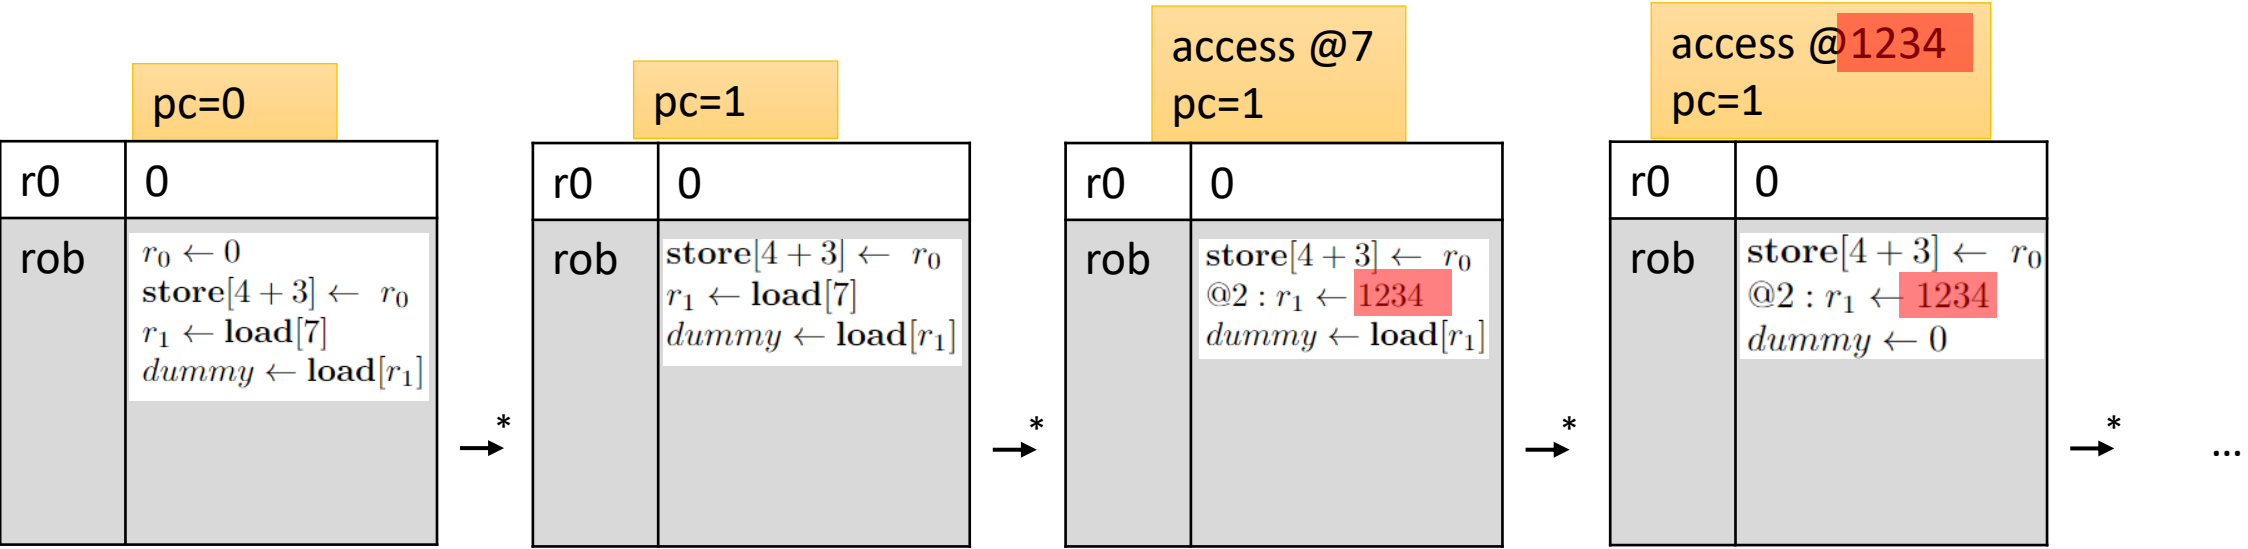 pc=0
r0 0
rob
r₀ ← 0
store[4 + 3] ← r₀
r₁ ← load[7]
dummy ← load[r₁]
→*
pc=1
r0 0
rob
store[4 + 3] ← r₀
r₁ ← load[7]
dummy ← load[r₁]
→*
access @7
pc=1
r0 0
rob
store[4 + 3] ← r₀
@2 : r₁ ← 1234
dummy ← load[r₁]
→*
access @1234
pc=1
r0 0
rob
store[4 + 3] ← r₀
@2 : r₁ ← 1234
dummy ← 0
→*
...